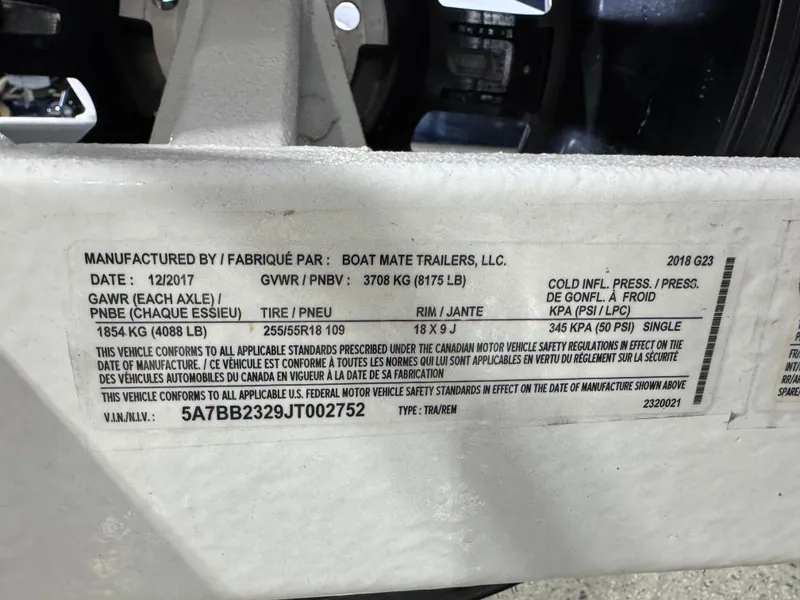 MANUFACTURED BY / FABRIQUÉ PAR : BOAT MATE TRAILERS, LLC. 2018 G23
DATE : 12/2017 GVWR / PNBV : 3708 KG (8175 LB)
COLD INFL. PRESS. / PRESS.
DE GONFL. À FROID
KPA (PSI / LPC)
GAWR (EACH AXLE) /
PNBE (CHAQUE ESSIEU) TIRE / PNEU RIM / JANTE
1854 KG (4088 LB) 255/55R18 109 18 X 9 J 345 KPA (50 PSI) SINGLE
THIS VEHICLE CONFORMS TO ALL APPLICABLE STANDARDS PRESCRIBED UNDER THE CANADIAN MOTOR VEHICLE SAFETY REGULATIONS IN EFFECT ON THE
DATE OF MANUFACTURE. / CE VÉHICULE EST CONFORME À TOUTES LES NORMES QUI LUI SONT APPLICABLES EN VERTU DU RÈGLEMENT SUR LA SÉCURITÉ
DES VÉHICULES AUTOMOBILES DU CANADA EN VIGUEUR À LA DATE DE SA FABRICATION
THIS VEHICLE CONFORMS TO ALL APPLICABLE U.S. FEDERAL MOTOR VEHICLE SAFETY STANDARDS IN EFFECT ON THE DATE OF MANUFACTURE SHOWN ABOVE
V.I.N./N.I.V.: 5A7BB2329JT002752 TYPE : TRA/REM 2320021
FR/
INT/
RR/
SPARE/